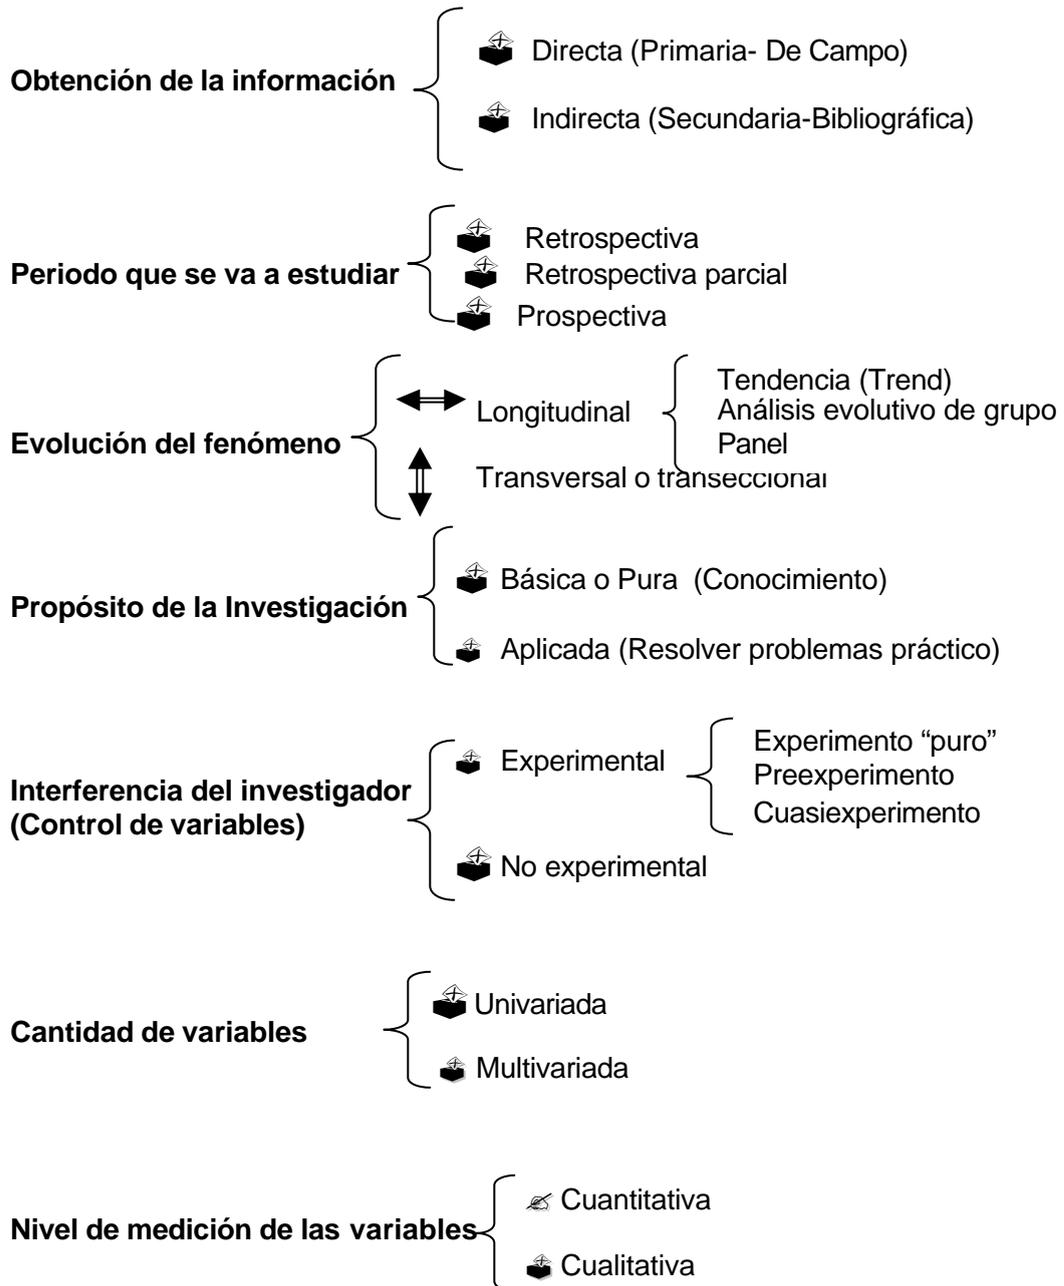 Obtención de la información
Directa (Primaria- De Campo)
Indirecta (Secundaria-Bibliográfica)
Periodo que se va a estudiar
Retrospectiva
Retrospectiva parcial
Prospectiva
Evolución del fenómeno
Longitudinal
Tendencia (Trend)
Análisis evolutivo de grupo
Panel
Transversal o transeccional
Propósito de la Investigación
Básica o Pura (Conocimiento)
Aplicada (Resolver problemas práctico)
Interferencia del investigador
(Control de variables)
Experimental
Experimento “puro”
Preexperimento
Cuasiexperimento
No experimental
Cantidad de variables
Univariada
Multivariada
Nivel de medición de las variables
Cuantitativa
Cualitativa